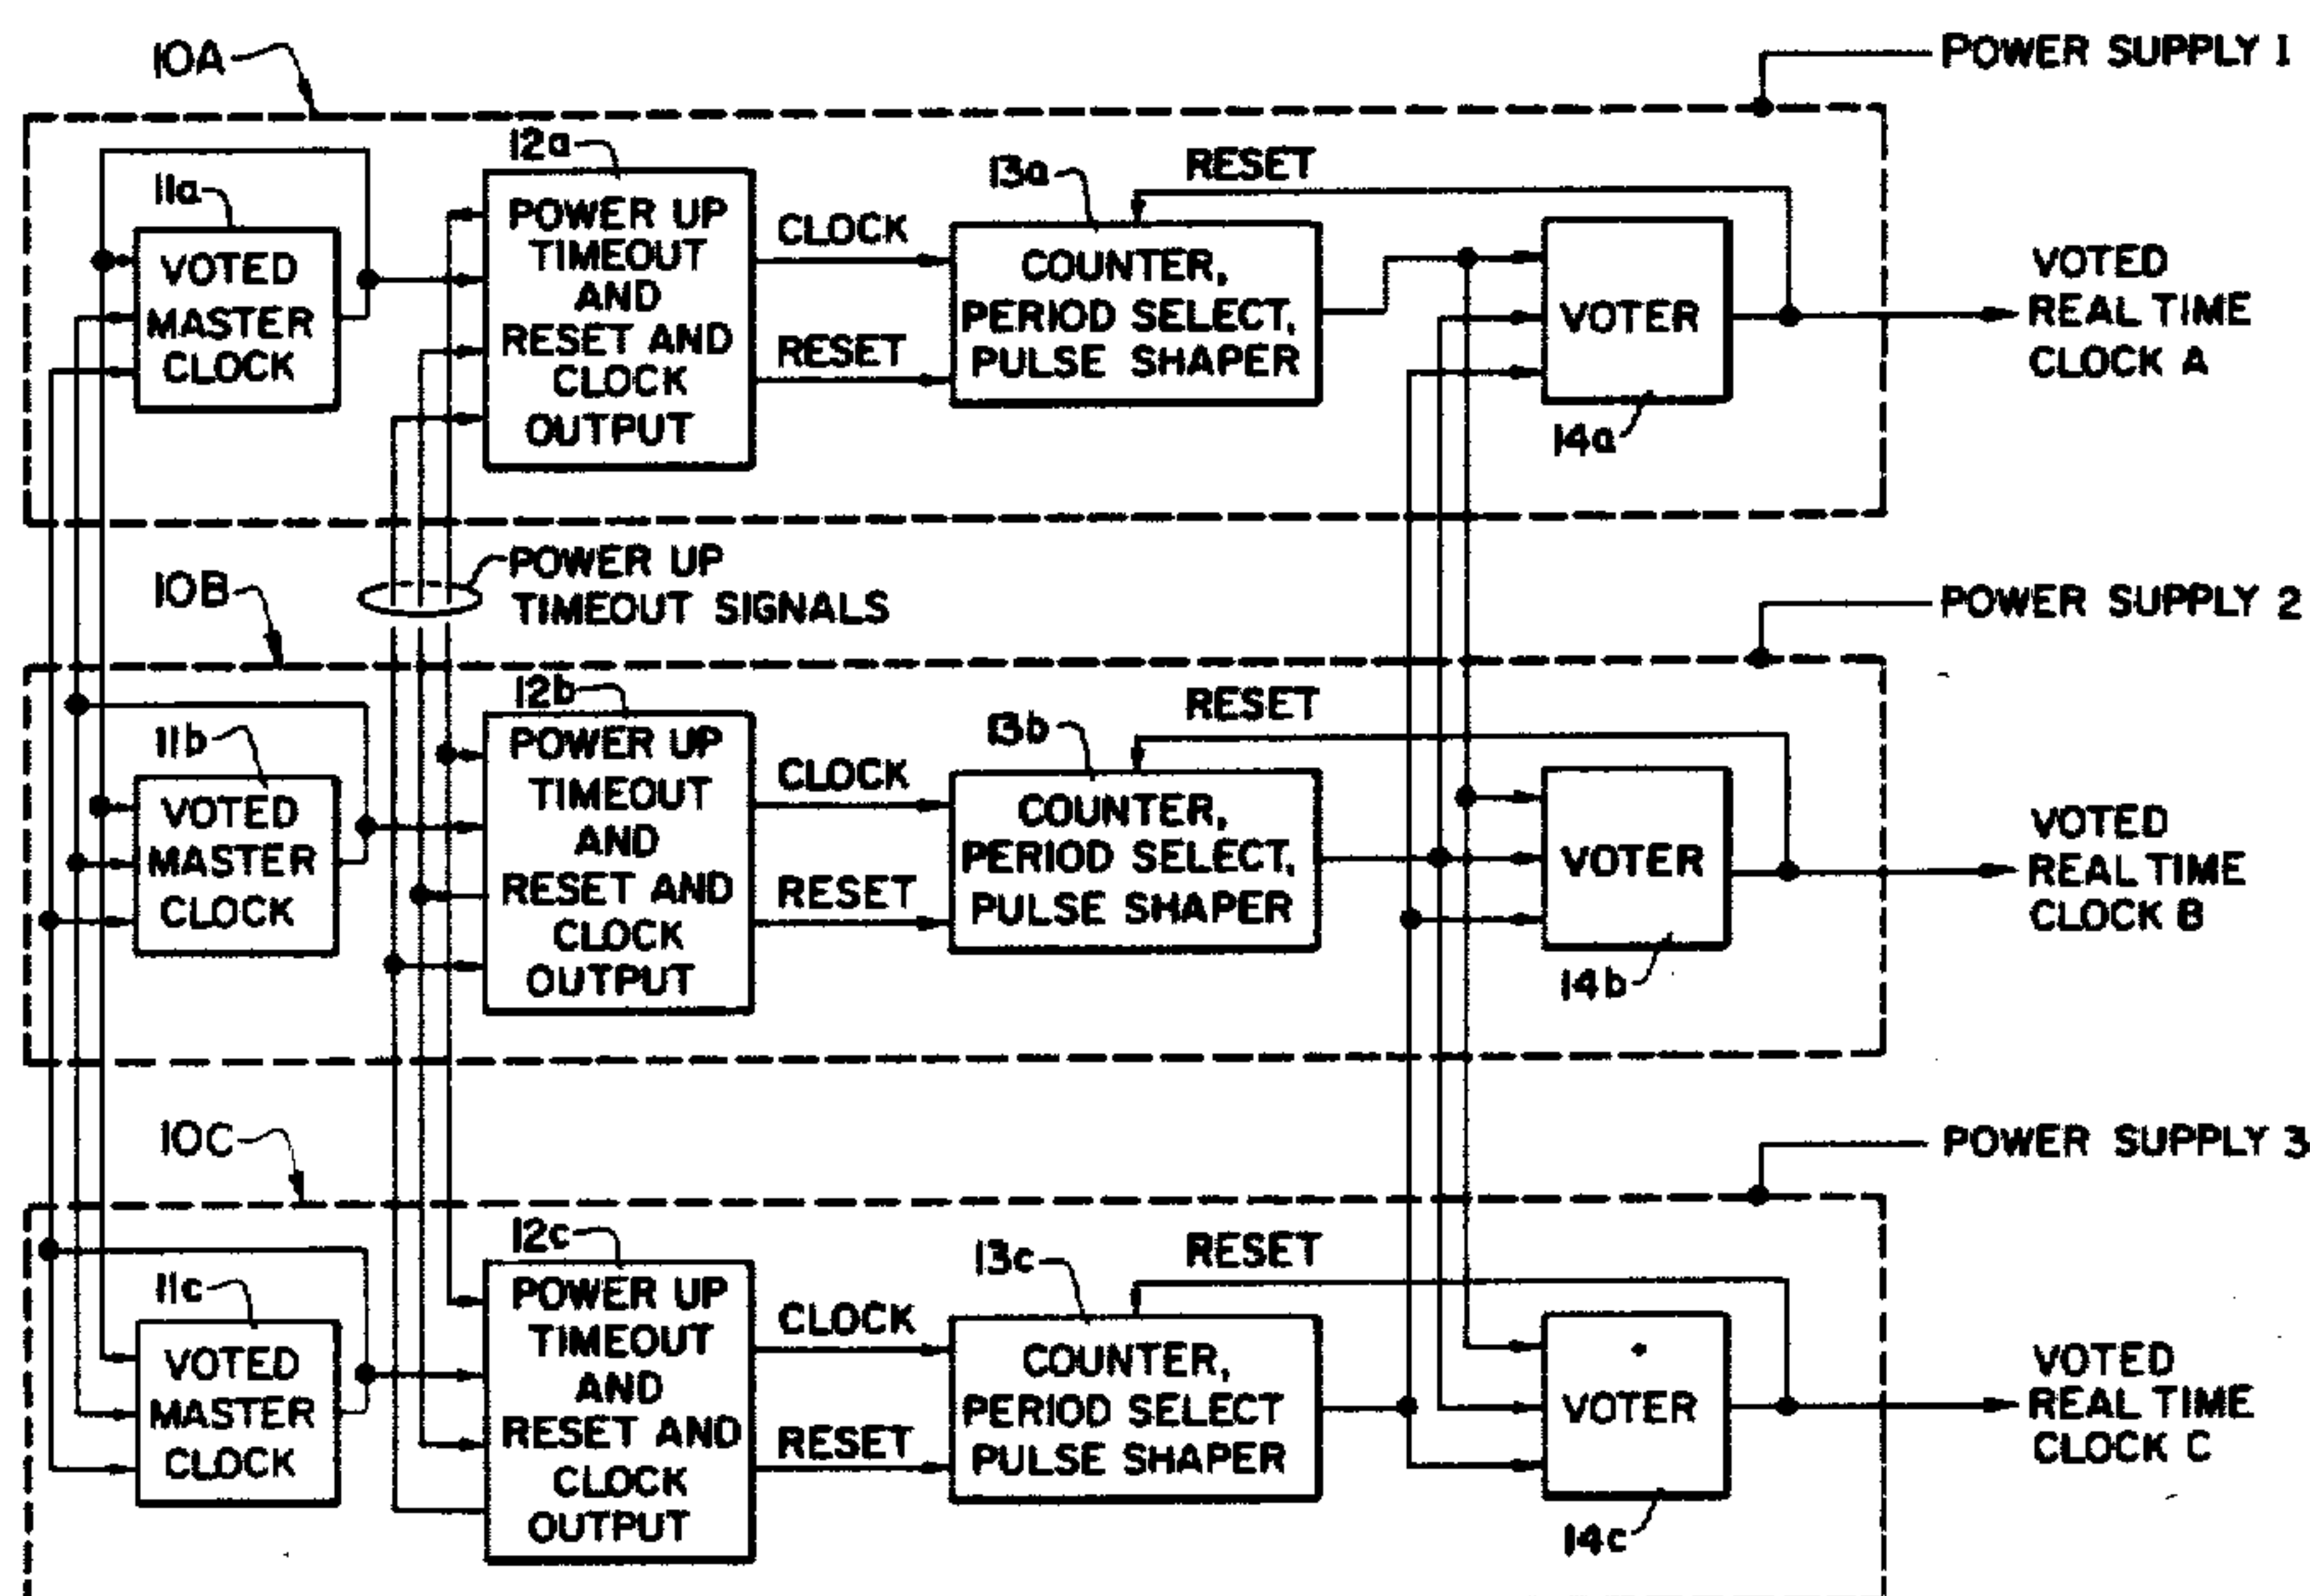 10A
POWER SUPPLY 1
12a
11a
13a
RESET
VOTED
MASTER
CLOCK
POWER UP
TIMEOUT
AND
RESET AND
CLOCK
OUTPUT
CLOCK
RESET
COUNTER,
PERIOD SELECT,
PULSE SHAPER
VOTER
14a
VOTED
REAL TIME
CLOCK A
POWER UP
TIMEOUT SIGNALS
10B
POWER SUPPLY 2
12b
11b
13b
RESET
VOTED
MASTER
CLOCK
POWER UP
TIMEOUT
AND
RESET AND
CLOCK
OUTPUT
CLOCK
RESET
COUNTER,
PERIOD SELECT,
PULSE SHAPER
VOTER
14b
VOTED
REAL TIME
CLOCK B
10C
POWER SUPPLY 3
12c
11c
13c
RESET
VOTED
MASTER
CLOCK
POWER UP
TIMEOUT
AND
RESET AND
CLOCK
OUTPUT
CLOCK
RESET
COUNTER,
PERIOD SELECT
PULSE SHAPER
VOTER
14c
VOTED
REAL TIME
CLOCK C